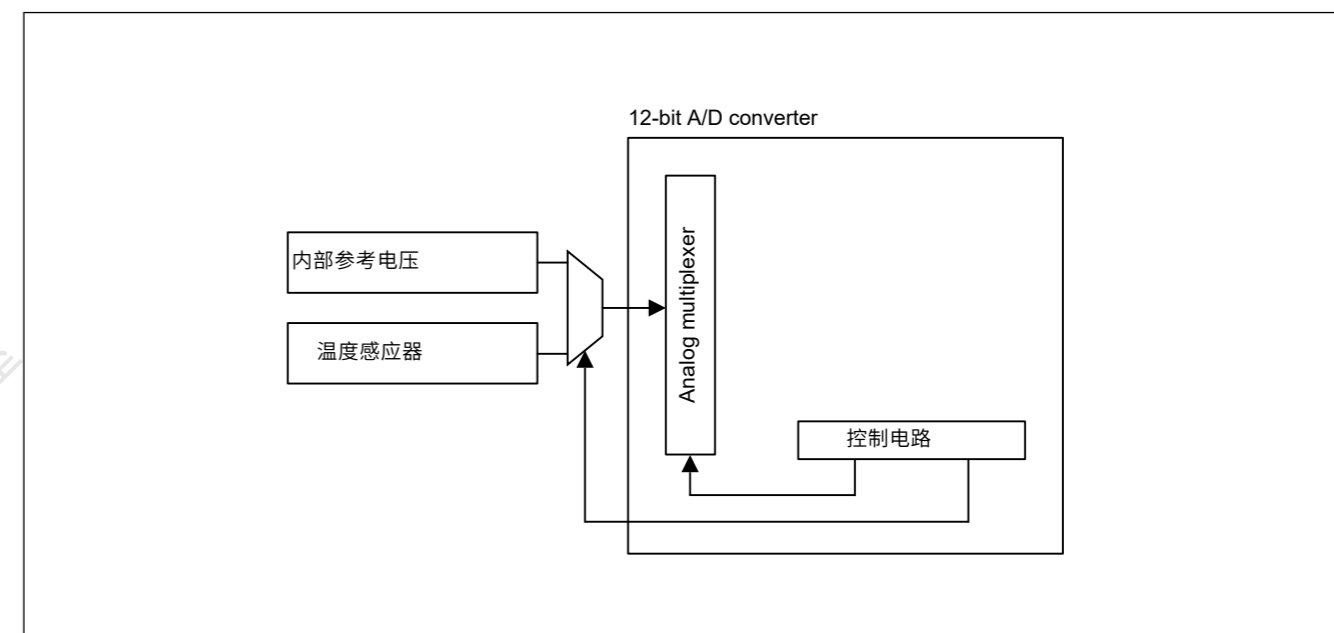 12-bit A/D converter
内部参考电压
Analog multiplexer
温度感应器
控制电路